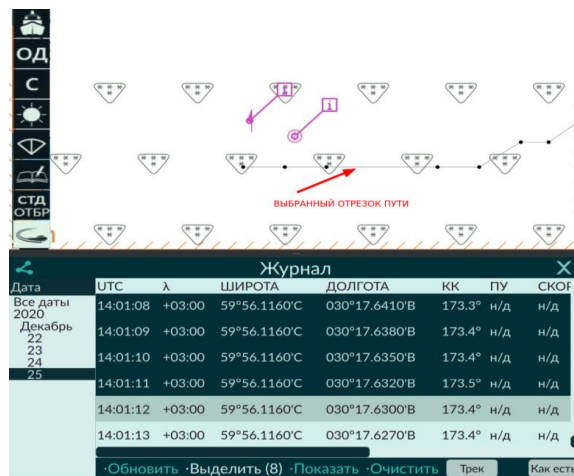 ОД
С
СТД
ОТБР
i
i
ВЫБРАННЫЙ ОТРЕЗОК ПУТИ
Журнал X
Дата UTC λ ШИРОТА ДОЛГОТА КК ПУ СКОР
Все даты
2020
Декабрь
22
23
24
25
14:01:08 +03:00 59°56.1160'С 030°17.6410'В 173.3° н/д н/д
14:01:09 +03:00 59°56.1160'С 030°17.6380'В 173.4° н/д н/д
14:01:10 +03:00 59°56.1160'С 030°17.6350'В 173.4° н/д н/д
14:01:11 +03:00 59°56.1160'С 030°17.6320'В 173.5° н/д н/д
14:01:12 +03:00 59°56.1160'С 030°17.6300'В 173.4° н/д н/д
14:01:13 +03:00 59°56.1160'С 030°17.6270'В 173.4° н/д н/д
·Обновить ·Выделить (8) ·Показать ·Очистить Трек Как есть